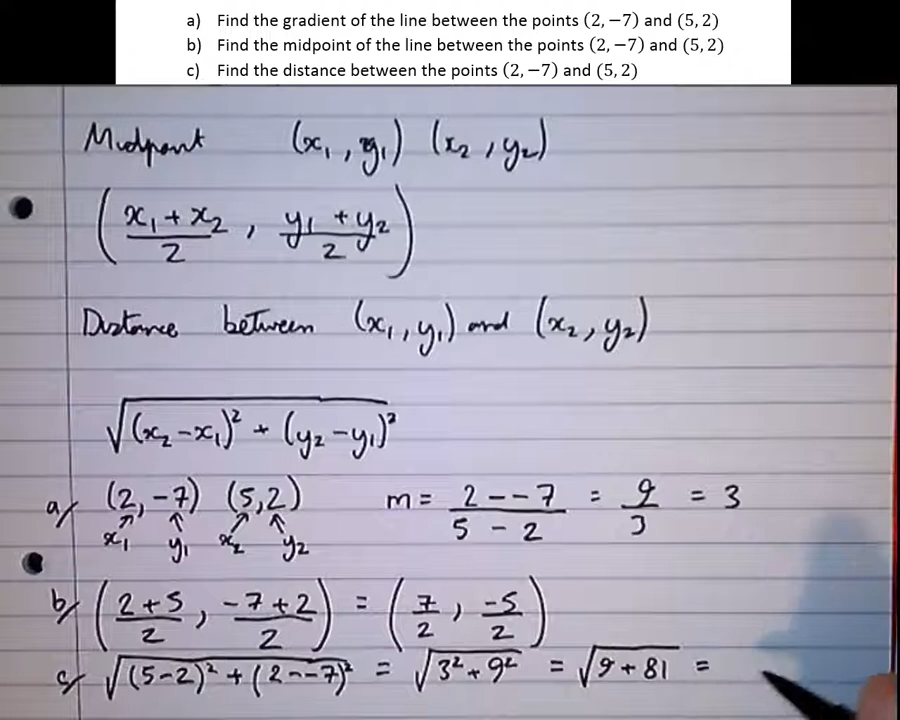 a) Find the gradient of the line between the points (2, −7) and (5, 2)
b) Find the midpoint of the line between the points (2, −7) and (5, 2)
c) Find the distance between the points (2, −7) and (5, 2)
Midpoint (x₁, y₁) (x₂, y₂)
((x₁ + x₂)/2, (y₁ + y₂)/2)
Distance between (x₁, y₁) and (x₂, y₂)
√((x₂ − x₁)² + (y₂ − y₁)²)
a/ (2, −7) (5, 2) m = (2 − −7)/(5 − 2) = 9/3 = 3
x₁ y₁ x₂ y₂
b/ ((2 + 5)/2, (−7 + 2)/2) = (7/2, −5/2)
c/ √((5−2)² + (2 − −7)²) = √(3² + 9²) = √(9 + 81) =